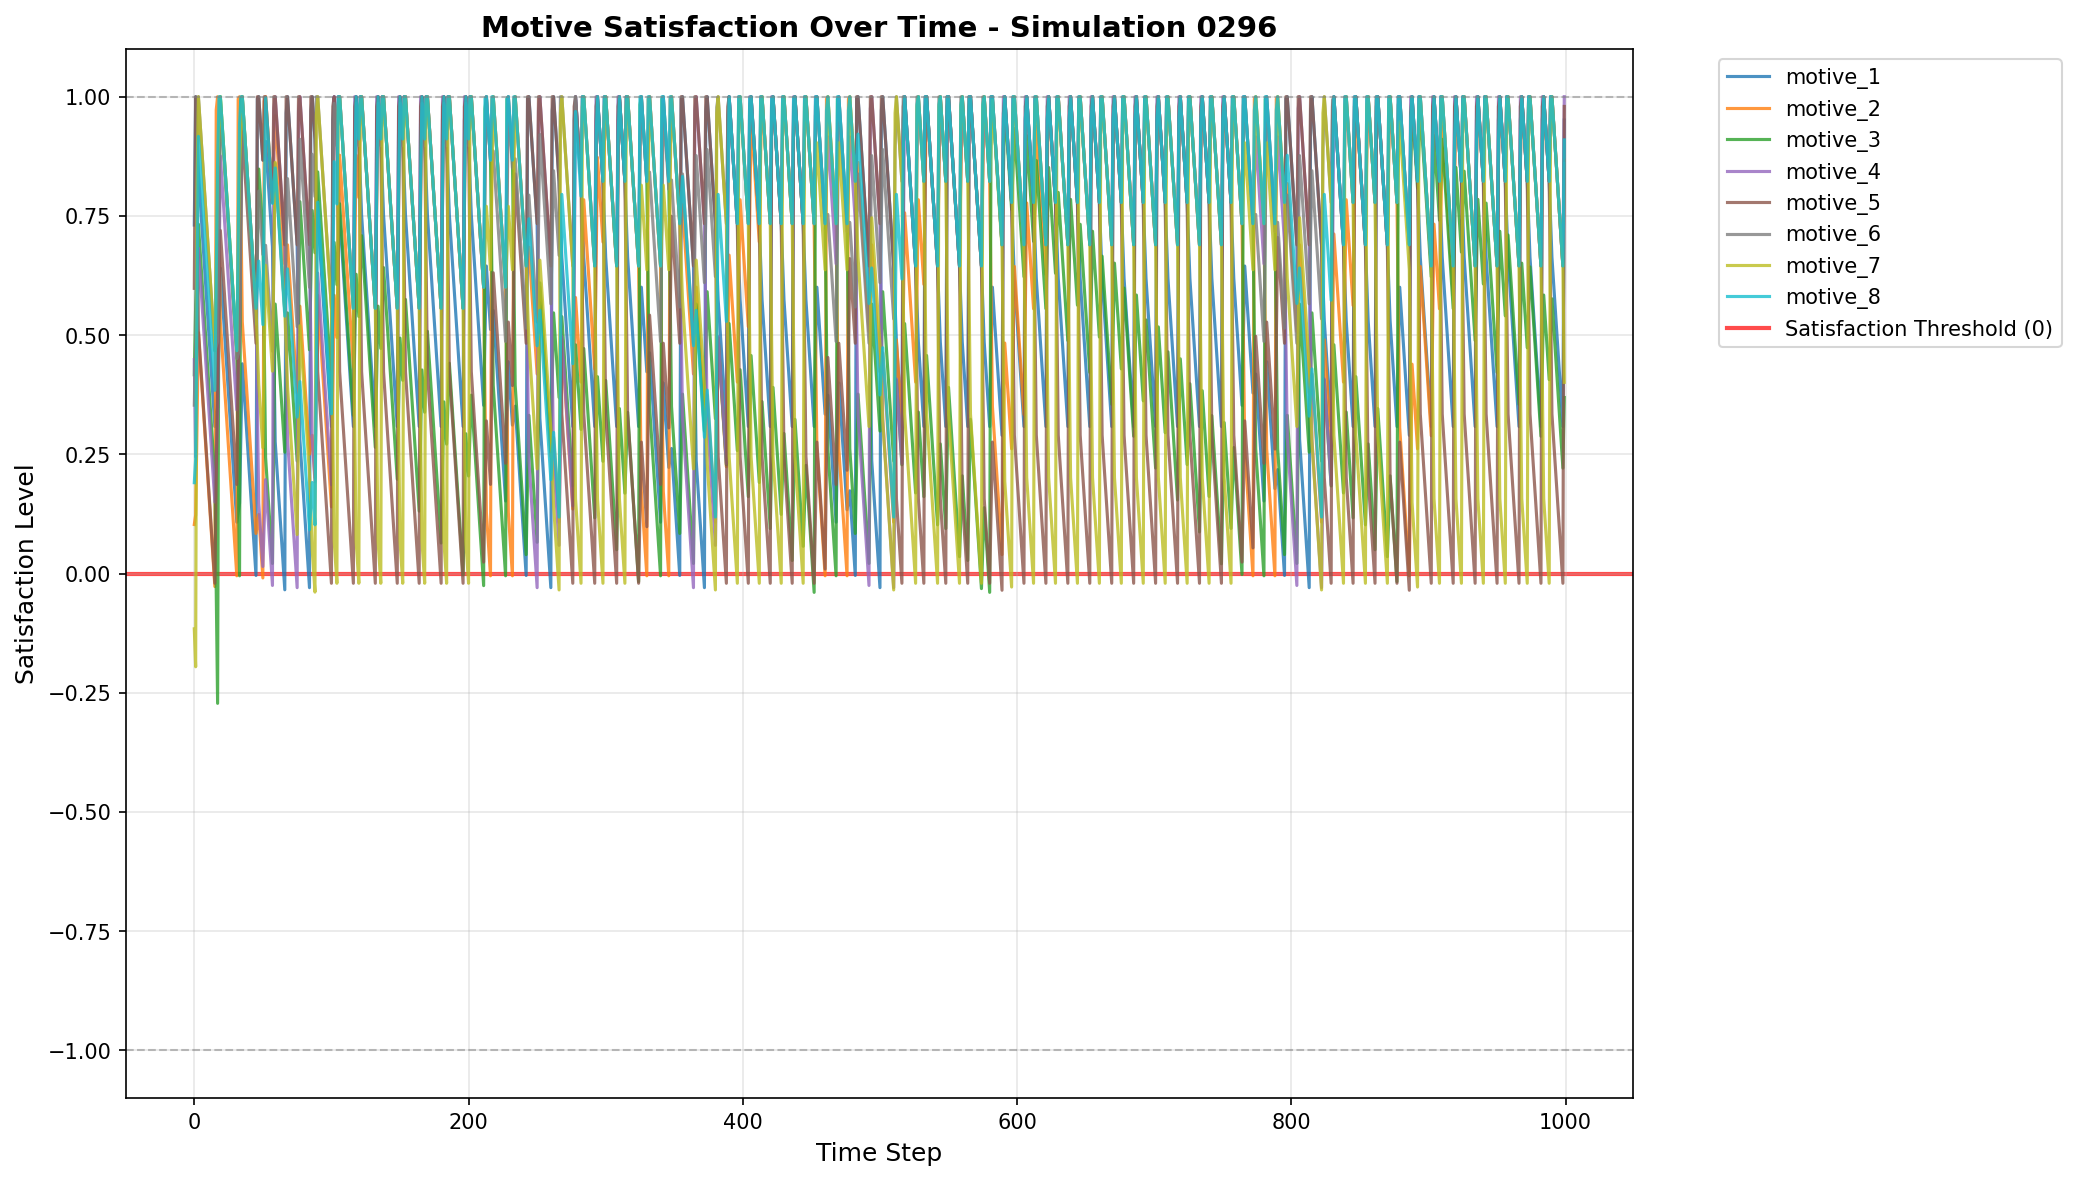 Motive Satisfaction Over Time - Simulation 0296
1.00
0.75
0.50
0.25
0.00
−0.25
−0.50
−0.75
−1.00
Satisfaction Level
0
200
400
600
800
1000
Time Step
motive_1
motive_2
motive_3
motive_4
motive_5
motive_6
motive_7
motive_8
Satisfaction Threshold (0)